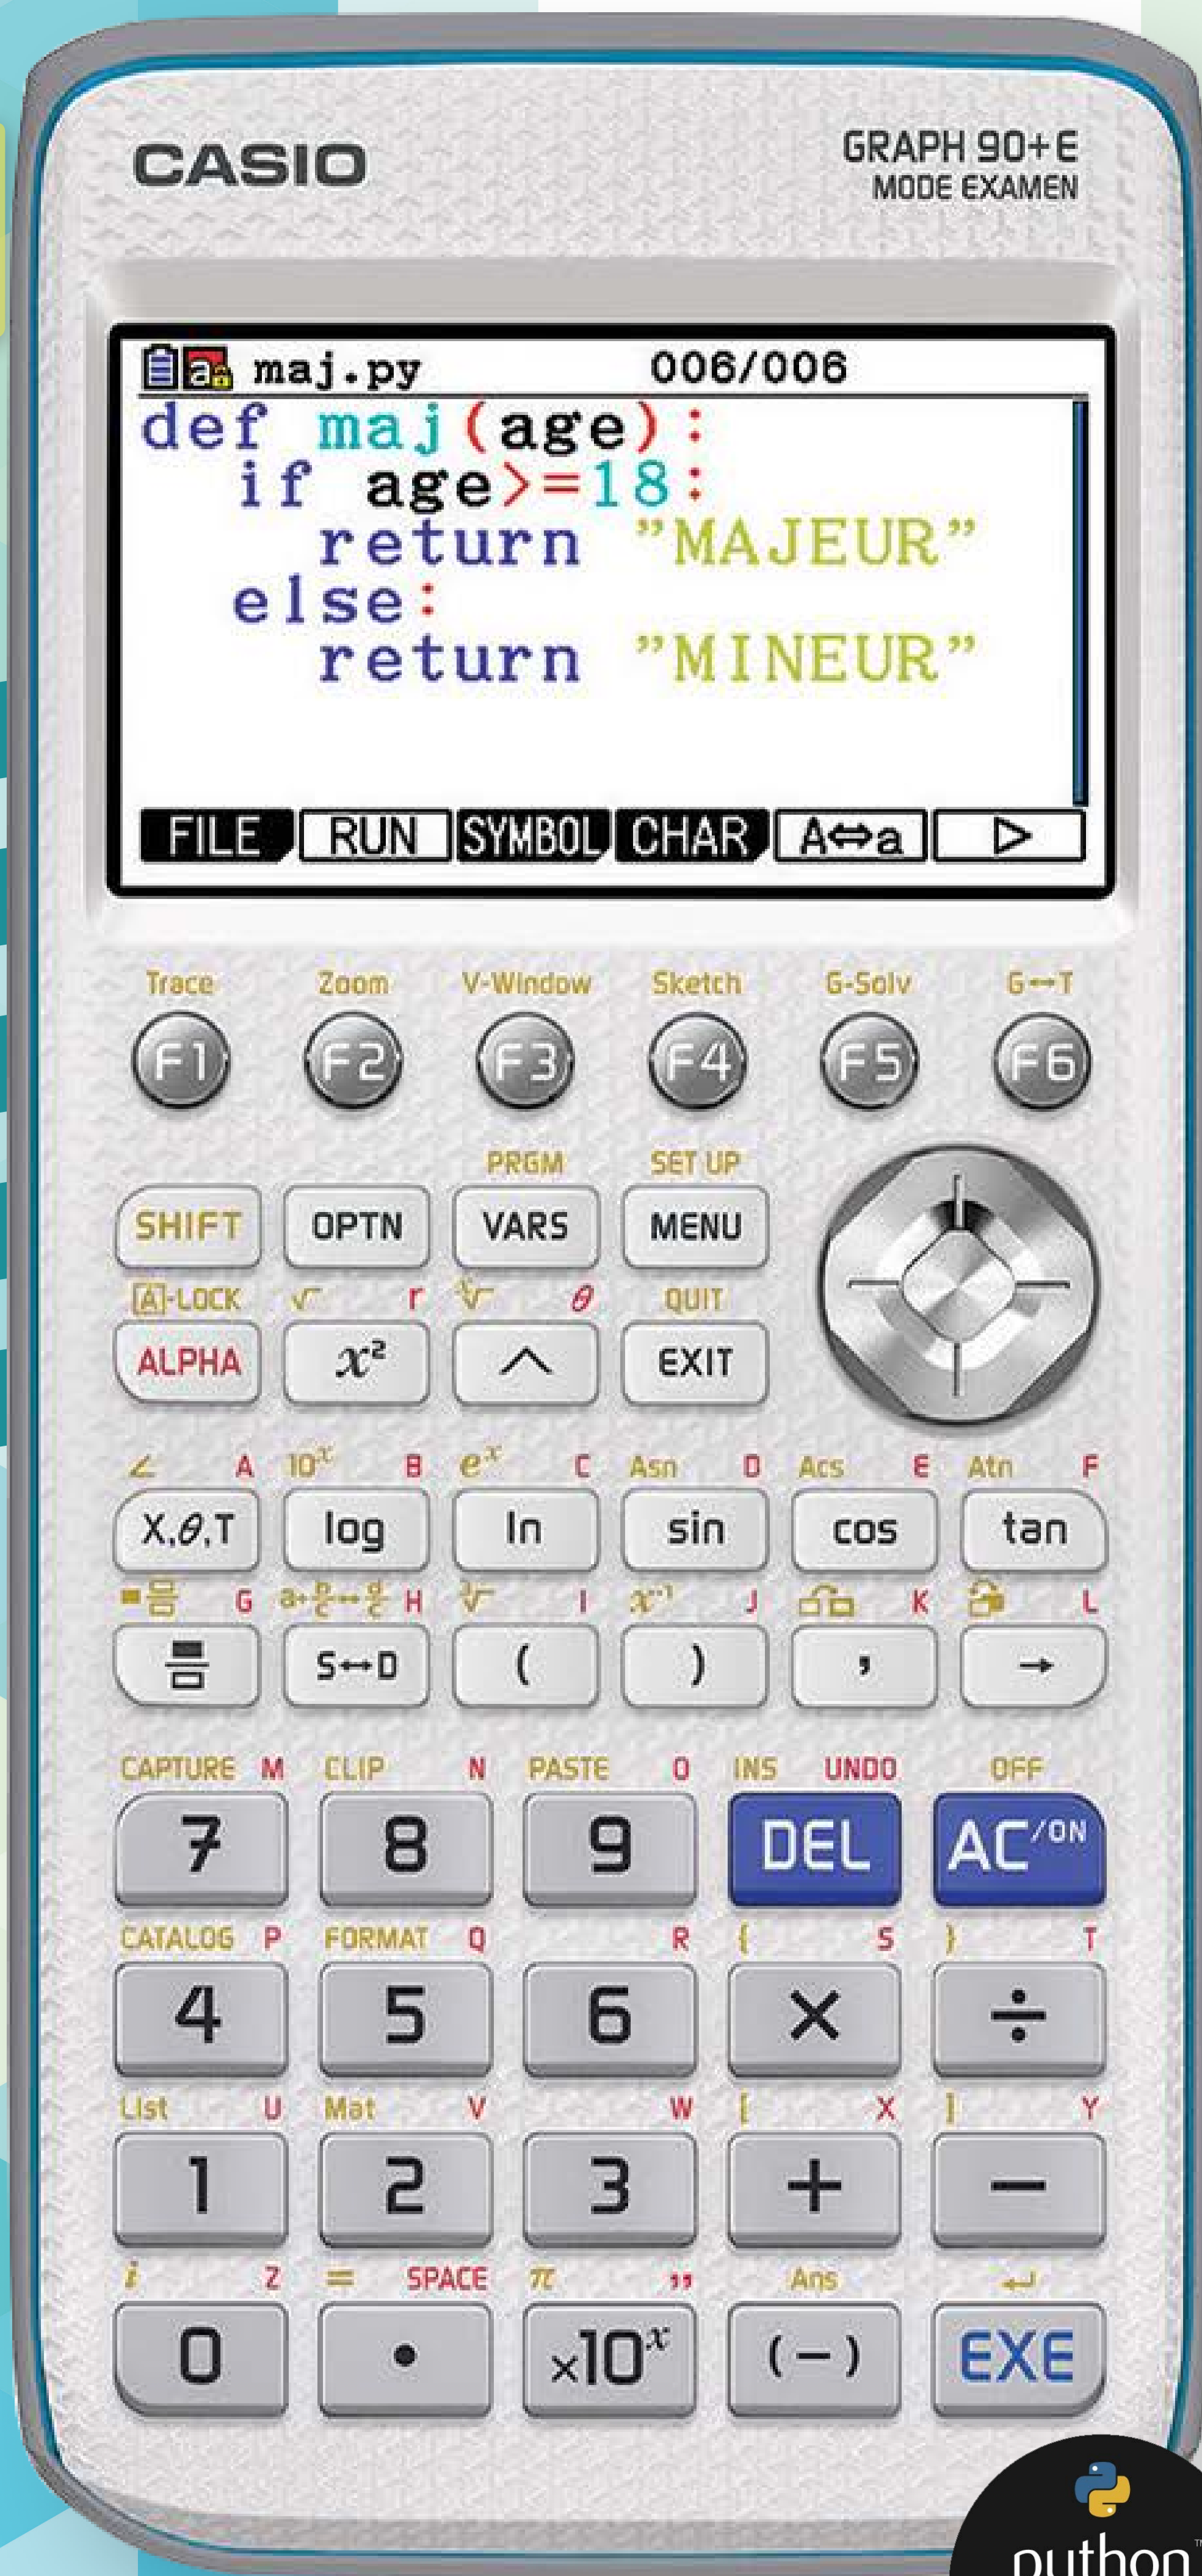 CASIO
GRAPH 90+E
MODE EXAMEN
maj.py 006/006
def maj(age):
if age>=18:
return "MAJEUR"
else:
return "MINEUR"
FILE RUN SYMBOL CHAR A⇔a ▷
Trace Zoom V-Window Sketch G-Solv G↔T
F1 F2 F3 F4 F5 F6
PRGM SET UP
SHIFT OPTN VARS MENU
A-LOCK √ r ˣ√ θ QUIT
ALPHA x² ^ EXIT
∠ A 10ˣ B eˣ C Asn D Acs E Atn F
X,θ,T log ln sin cos tan
G H ³√ I x⁻¹ J K L
S↔D ( ) , →
CAPTURE M CLIP N PASTE O INS UNDO OFF
7 8 9 DEL AC/ON
CATALOG P FORMAT Q R { S } T
4 5 6 × ÷
List U Mat V W [ X ] Y
1 2 3 + −
i Z = SPACE π " Ans ↵
0 • ×10ˣ (−) EXE
python™